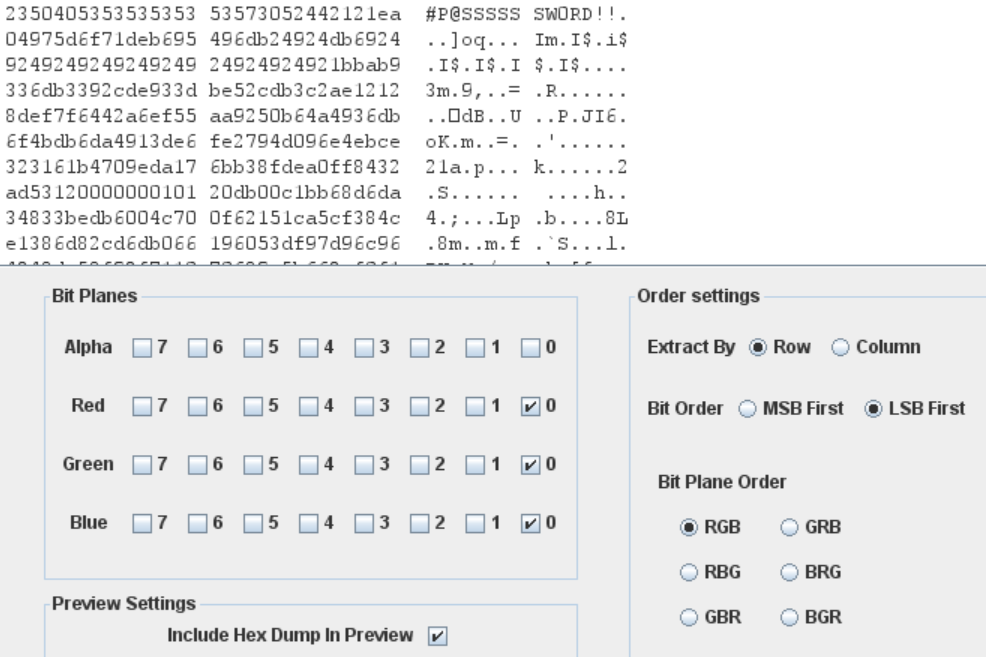 2350405353535353 53573052442121ea #P@SSSSS SW0RD!!.
04975d6f71deb695 496db24924db6924 ..]oq... Im.I$.i$
9249249249249249 24924924921bbab9 .I$.I$.I $.I$....
336db3392cde933d be52cdb3c2ae1212 3m.9,..= .R......
8def7f6442a6ef55 aa9250b64a4936db ..□dB..U ..P.JI6.
6f4bdb6da4913de6 fe2794d096e4ebce oK.m..=. .'......
323161b4709eda17 6bb38fdea0ff8432 21a.p... k......2
ad53120000000101 20db00c1bb68d6da .S...... ....h..
34833bedb6004c70 0f62151ca5cf384c 4.;...Lp .b....8L
e1386d82cd6db066 196053df97d96c96 .8m..m.f .`S...l.
Bit Planes
Alpha 7 6 5 4 3 2 1 0
Red 7 6 5 4 3 2 1 0
Green 7 6 5 4 3 2 1 0
Blue 7 6 5 4 3 2 1 0
Preview Settings
Include Hex Dump In Preview
Order settings
Extract By Row Column
Bit Order MSB First LSB First
Bit Plane Order
RGB GRB
RBG BRG
GBR BGR